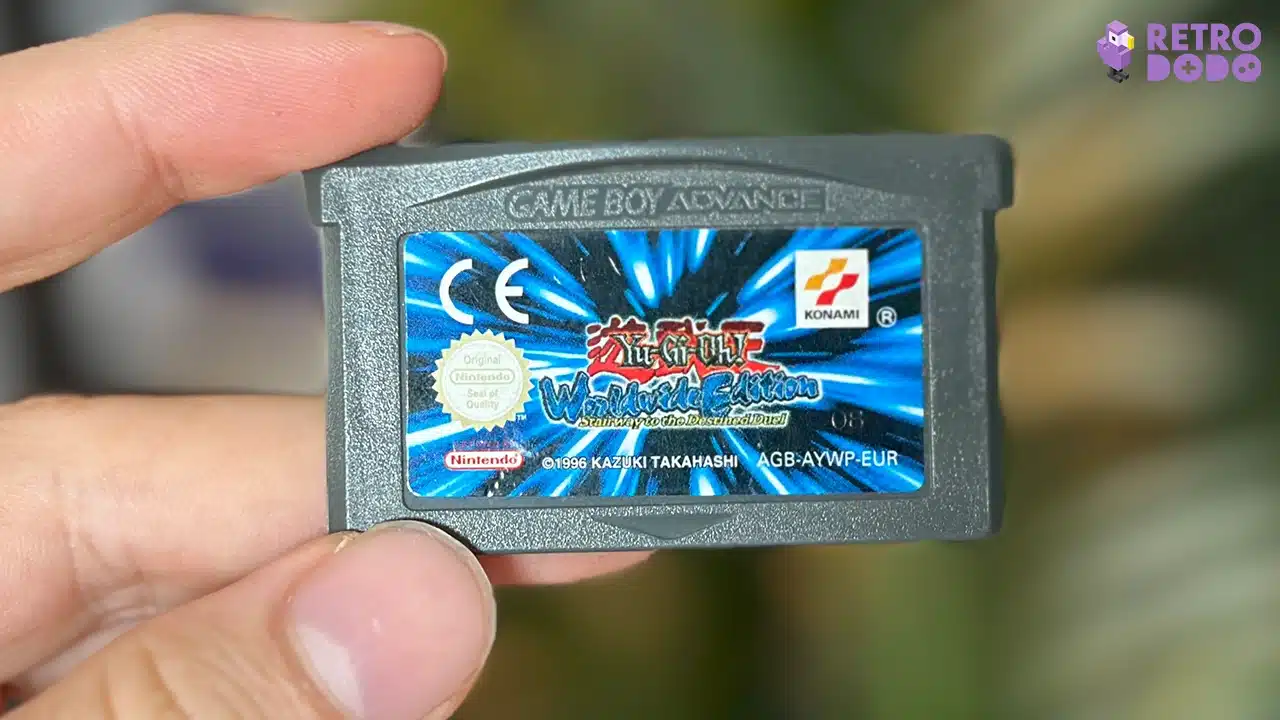 RETRO
DODO
GAME BOY ADVANCE
CE
KONAMI
®
Original
Nintendo
Seal of
Quality
TM
遊戯王
Yu-Gi-Oh!
Worldwide Edition
Stairway to the Destined Duel
08
Nintendo
©1996 KAZUKI TAKAHASHI
AGB-AYWP-EUR